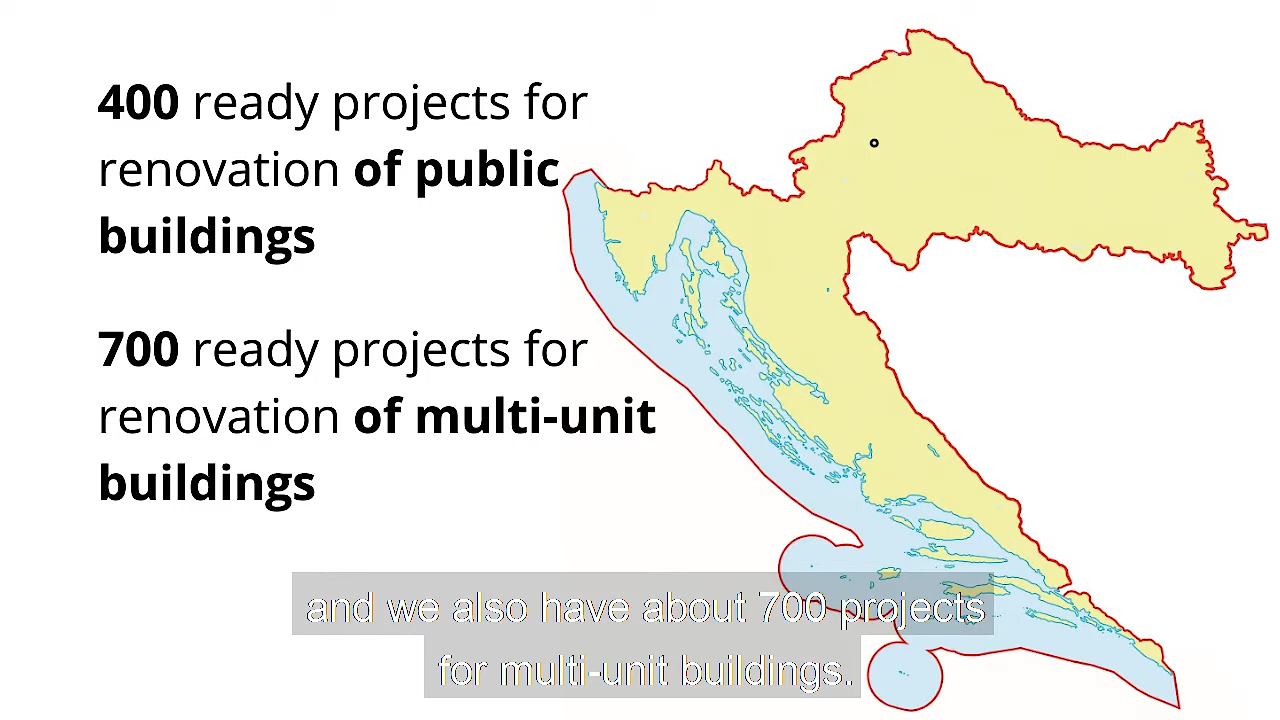 400 ready projects for
renovation of public
buildings
700 ready projects for
renovation of multi-unit
buildings
and we also have about 700 projects
for multi-unit buildings.